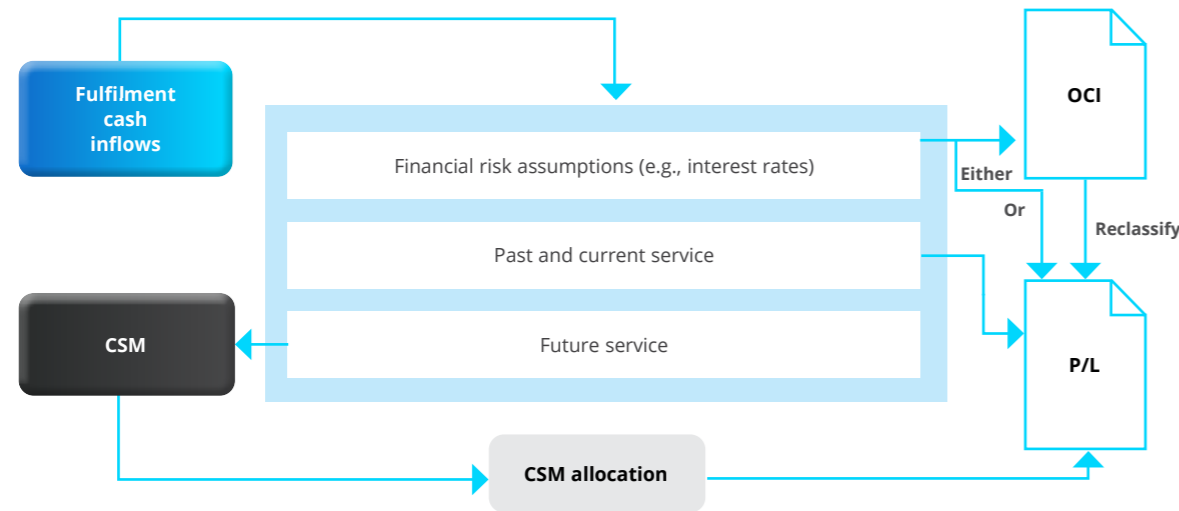 Fulfilment
cash
inflows
OCI
Financial risk assumptions (e.g., interest rates)
Either
Or
Reclassify
Past and current service
CSM
Future service
P/L
CSM allocation